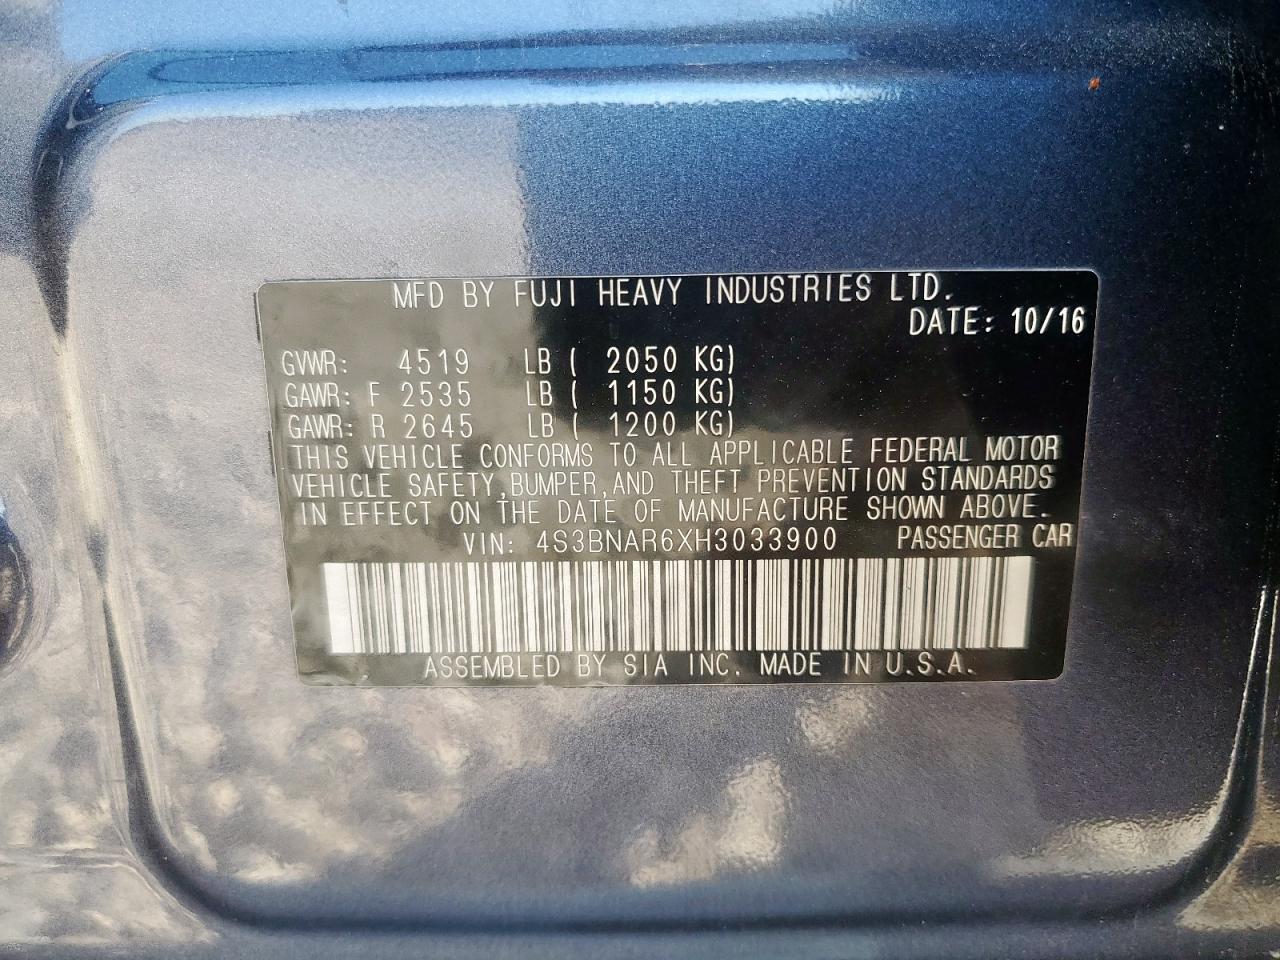 MFD BY FUJI HEAVY INDUSTRIES LTD.
DATE: 10/16
GVWR: 4519 LB ( 2050 KG)
GAWR: F 2535 LB ( 1150 KG)
GAWR: R 2645 LB ( 1200 KG)
THIS VEHICLE CONFORMS TO ALL APPLICABLE FEDERAL MOTOR
VEHICLE SAFETY, BUMPER, AND THEFT PREVENTION STANDARDS
IN EFFECT ON THE DATE OF MANUFACTURE SHOWN ABOVE.
VIN: 4S3BNAR6XH3033900 PASSENGER CAR
ASSEMBLED BY SIA INC. MADE IN U.S.A.